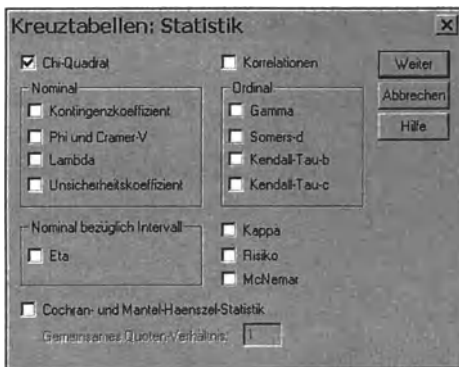 Kreuztabellen: Statistik
Chi-Quadrat
Korrelationen
Weiter
Abbrechen
Hilfe
Nominal
Kontingenzkoeffizient
Phi und Cramer-V
Lambda
Unsicherheitskoeffizient
Ordinal
Gamma
Somers-d
Kendall-Tau-b
Kendall-Tau-c
Nominal bezüglich Intervall
Eta
Kappa
Risiko
McNemar
Cochran- und Mantel-Haenszel-Statistik
Gemeinsames Quoten-Verhältnis: 1